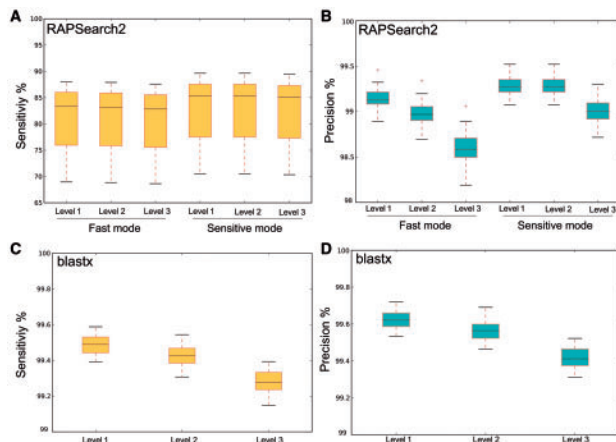 A
RAPSearch2
Sensitiviy %
100
95
90
85
80
75
70
65
Level 1 Level 2 Level 3 Level 1 Level 2 Level 3
Fast mode Sensitive mode
B
RAPSearch2
Precision %
100
99.5
99
98.5
98
Level 1 Level 2 Level 3 Level 1 Level 2 Level 3
Fast mode Sensitive mode
C
blastx
Sensitiviy %
100
99.8
99.6
99.4
99.2
99
Level 1 Level 2 Level 3
D
blastx
Precision %
100
99.8
99.6
99.4
99.2
99
Level 1 Level 2 Level 3